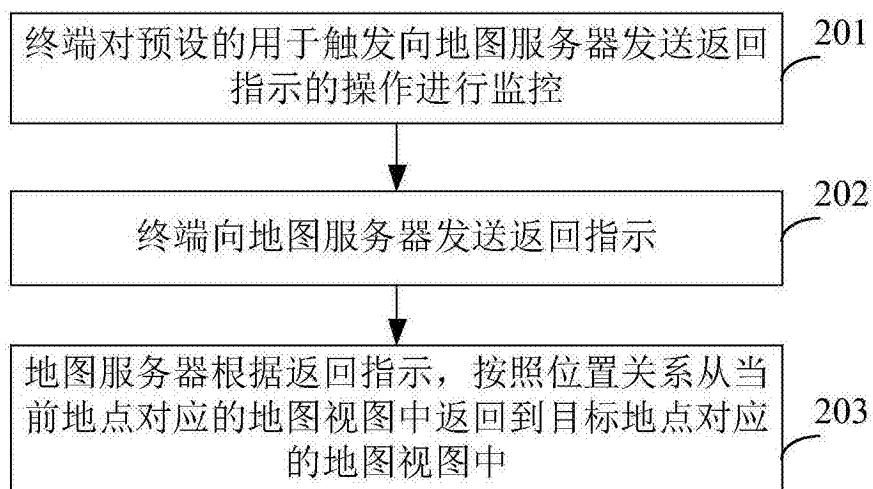 终端对预设的用于触发向地图服务器发送返回
指示的操作进行监控
201
终端向地图服务器发送返回指示
202
地图服务器根据返回指示，按照位置关系从当
前地点对应的地图视图中返回到目标地点对应
的地图视图中
203